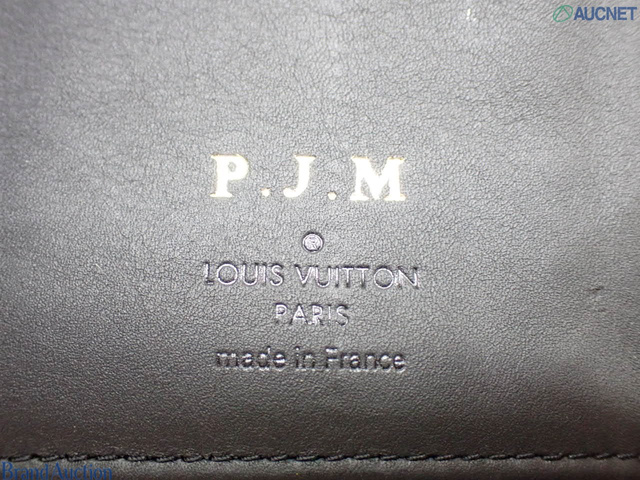 AUCNET
P.J.M
®
LOUIS VUITTON
PARIS
made in France
Brand Auction